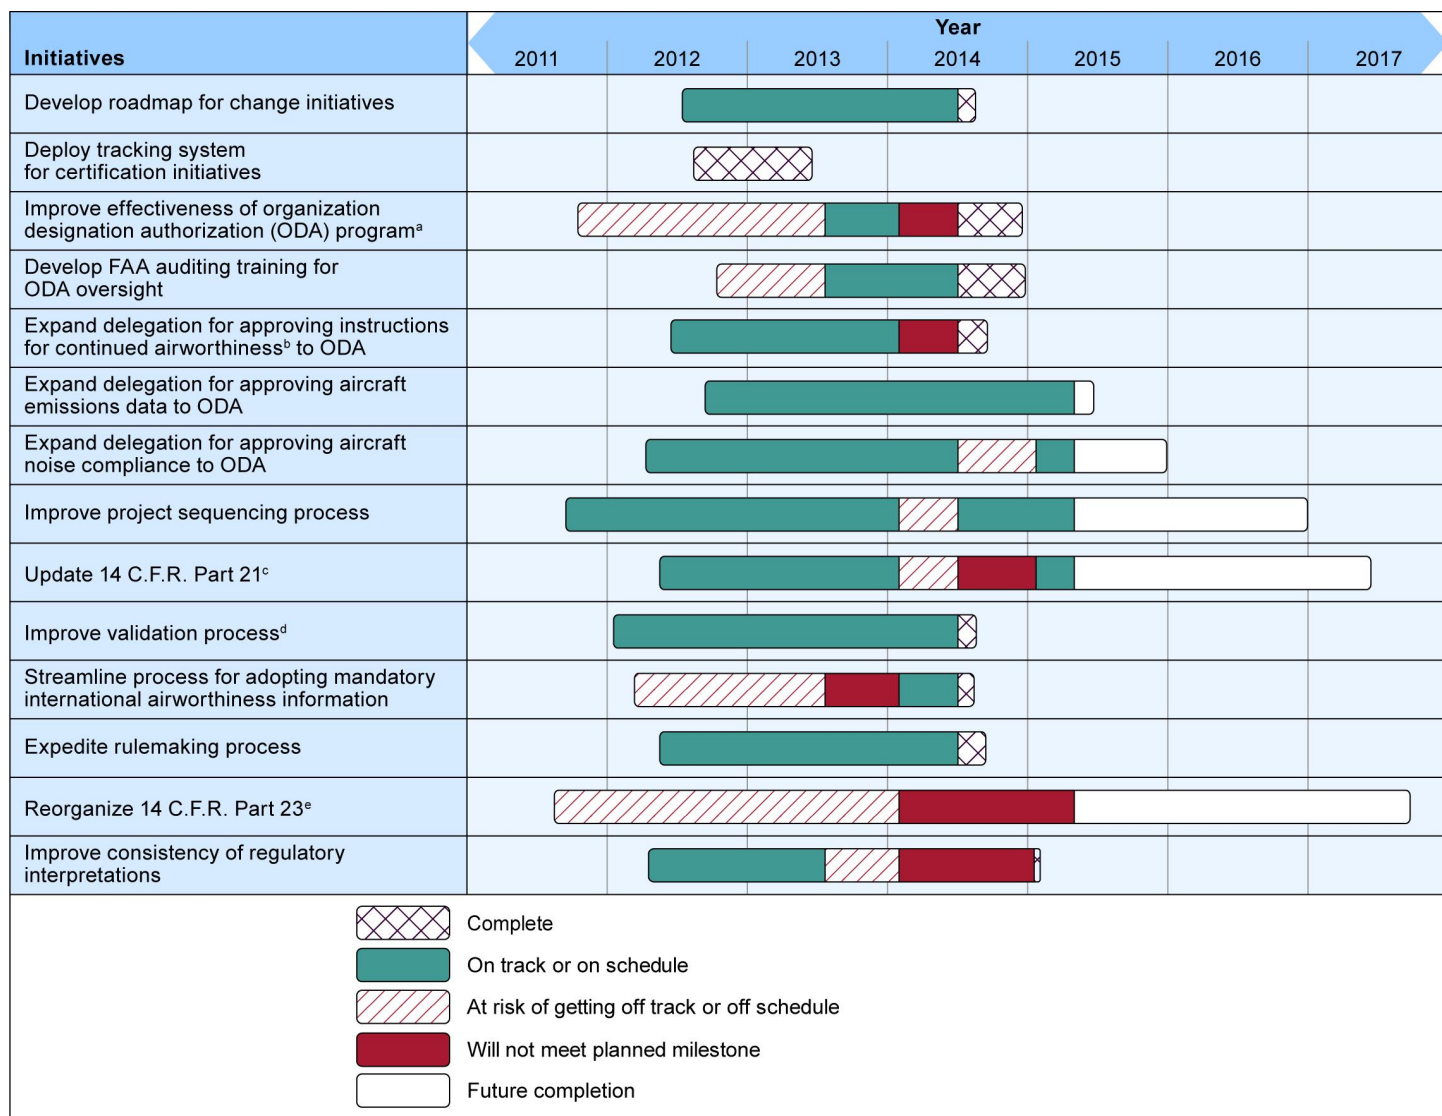 Year
Initiatives
2011 2012 2013 2014 2015 2016 2017
Develop roadmap for change initiatives
Deploy tracking system
for certification initiatives
Improve effectiveness of organization
designation authorization (ODA) programᵃ
Develop FAA auditing training for
ODA oversight
Expand delegation for approving instructions
for continued airworthinessᵇ to ODA
Expand delegation for approving aircraft
emissions data to ODA
Expand delegation for approving aircraft
noise compliance to ODA
Improve project sequencing process
Update 14 C.F.R. Part 21ᶜ
Improve validation processᵈ
Streamline process for adopting mandatory
international airworthiness information
Expedite rulemaking process
Reorganize 14 C.F.R. Part 23ᵉ
Improve consistency of regulatory
interpretations
Complete
On track or on schedule
At risk of getting off track or off schedule
Will not meet planned milestone
Future completion